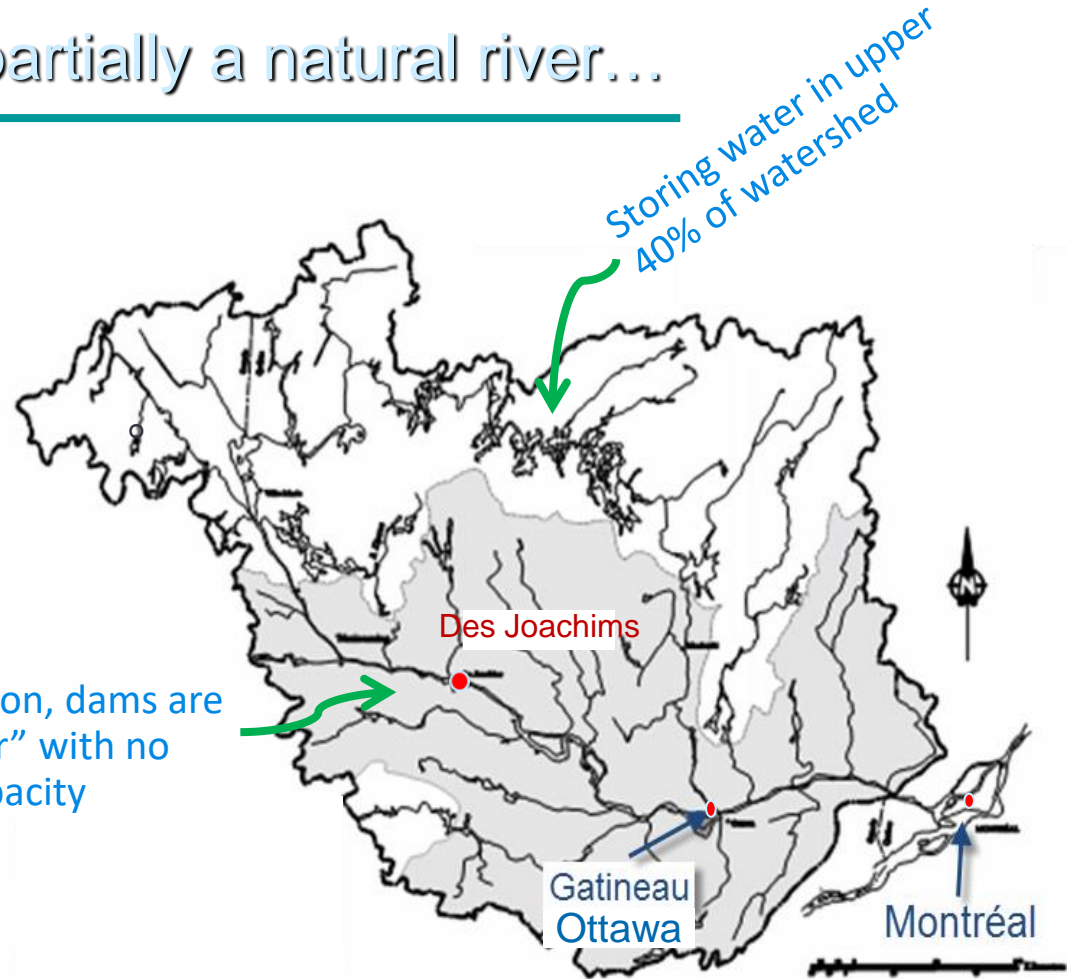 partially a natural river…
Storing water in upper
40% of watershed
Des Joachims
on, dams are
r” with no
pacity
N
Gatineau
Ottawa
Montréal